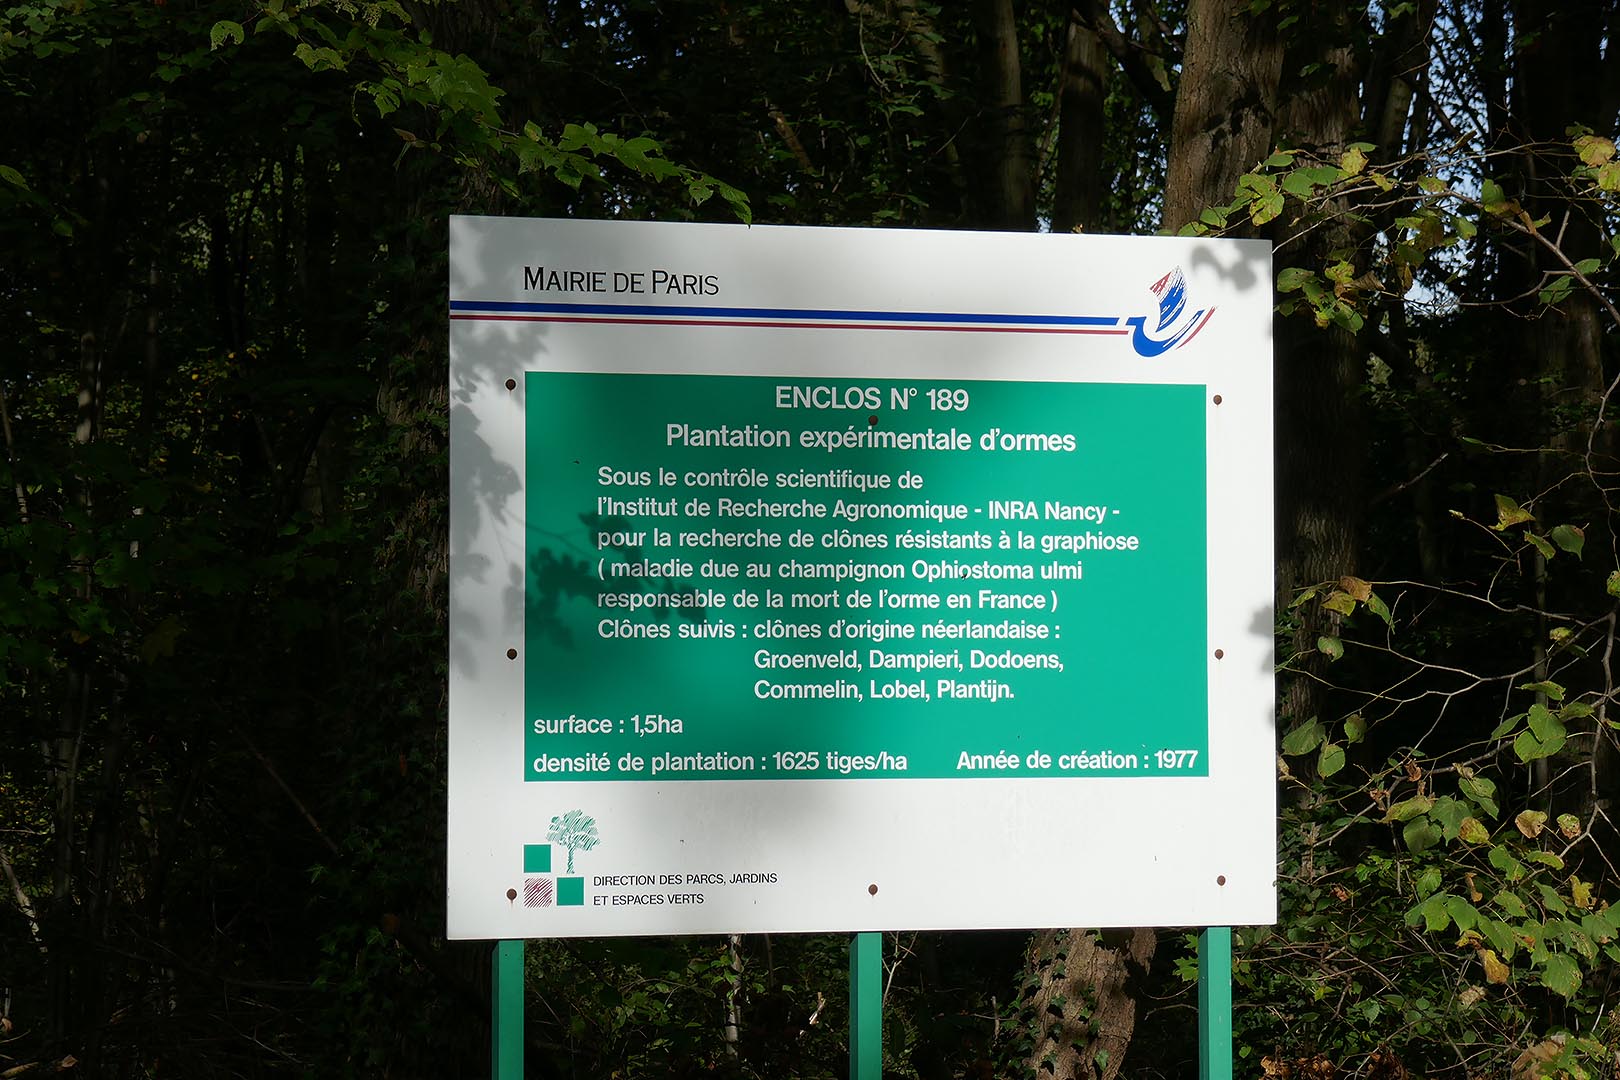 MAIRIE DE PARIS
ENCLOS N° 189
Plantation expérimentale d'ormes
Sous le contrôle scientifique de
l'Institut de Recherche Agronomique - INRA Nancy -
pour la recherche de clônes résistants à la graphiose
( maladie due au champignon Ophiostoma ulmi
responsable de la mort de l'orme en France )
Clônes suivis : clônes d'origine néerlandaise :
Groenveld, Dampieri, Dodoens,
Commelin, Lobel, Plantijn.
surface : 1,5ha
densité de plantation : 1625 tiges/ha Année de création : 1977
DIRECTION DES PARCS, JARDINS
ET ESPACES VERTS